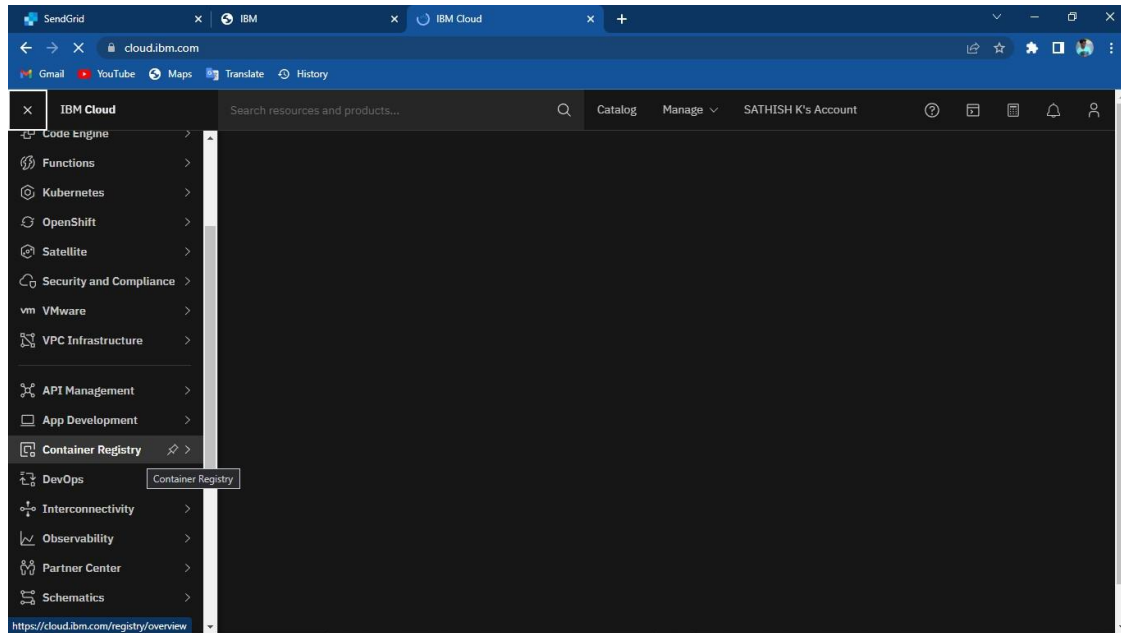 SendGrid
IBM
IBM Cloud
cloud.ibm.com
Gmail YouTube Maps Translate History
IBM Cloud
Search resources and products...
Catalog Manage SATHISH K's Account
Code Engine
Functions
Kubernetes
OpenShift
Satellite
Security and Compliance
vm VMware
VPC Infrastructure
API Management
App Development
Container Registry
DevOps
Container Registry
Interconnectivity
Observability
Partner Center
Schematics
https://cloud.ibm.com/registry/overview